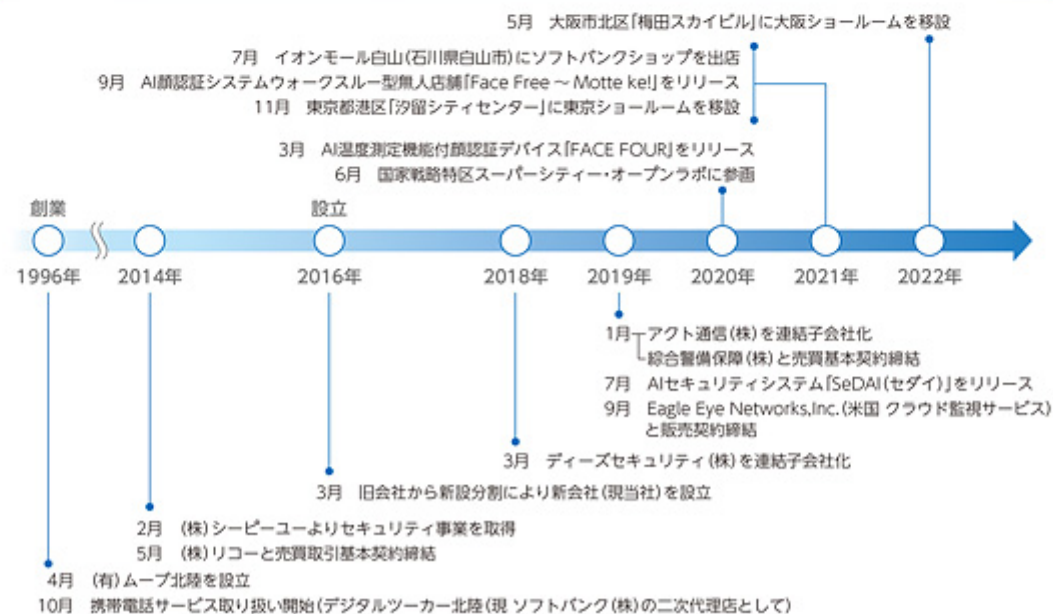 5月 大阪市北区「梅田スカイビル」に大阪ショールームを移設
7月 イオンモール白山(石川県白山市)にソフトバンクショップを出店
9月 AI顔認証システムウォークスルー型無人店舗「Face Free ~ Motte ke!」をリリース
11月 東京都港区「汐留シティセンター」に東京ショールームを移設
3月 AI温度測定機能付顔認証デバイス「FACE FOUR」をリリース
6月 国家戦略特区スーパーシティー・オープンラボに参画
創業 設立
1996年 2014年 2016年 2018年 2019年 2020年 2021年 2022年
1月 アクト通信(株)を連結子会社化
綜合警備保障(株)と売買基本契約締結
7月 AIセキュリティシステム「SeDAI(セダイ)」をリリース
9月 Eagle Eye Networks,Inc.(米国 クラウド監視サービス)
と販売契約締結
3月 ディーズセキュリティ(株)を連結子会社化
3月 旧会社から新設分割により新会社(現当社)を設立
2月 (株)シーピーユーよりセキュリティ事業を取得
5月 (株)リコーと売買取引基本契約締結
4月 (有)ムーブ北陸を設立
10月 携帯電話サービス取り扱い開始(デジタルツーカー北陸(現 ソフトバンク(株)の二次代理店として)